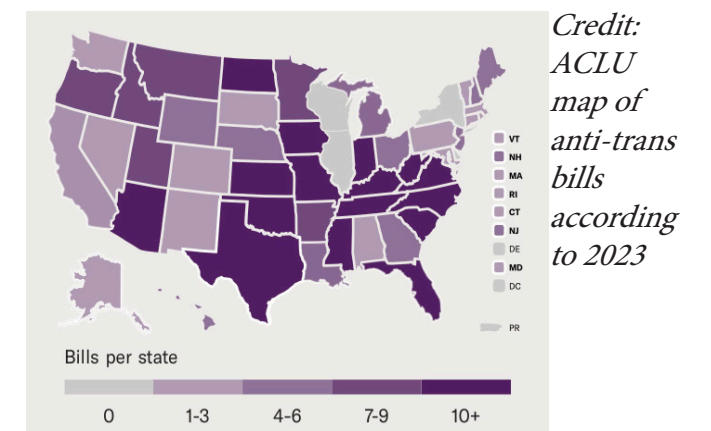 Credit:
ACLU
map of
anti-trans
bills
according
to 2023
VT
NH
MA
RI
CT
NJ
DE
MD
DC
PR
Bills per state
0 1-3 4-6 7-9 10+